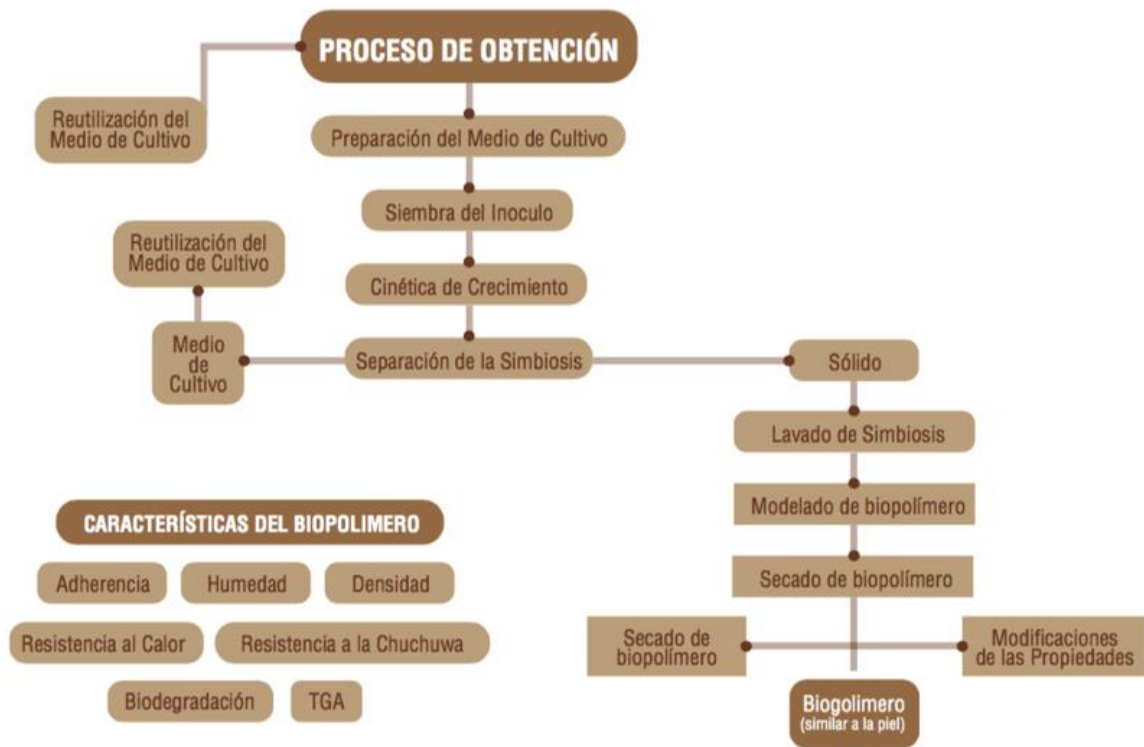 PROCESO DE OBTENCIÓN
Reutilización del
Medio de Cultivo
Preparación del Medio de Cultivo
Siembra del Inoculo
Reutilización del
Medio de Cultivo
Cinética de Crecimiento
Medio
de
Cultivo
Separación de la Simbiosis
Sólido
Lavado de Simbiosis
Modelado de biopolímero
Secado de biopolímero
Secado de
biopolímero
Modificaciones
de las Propiedades
Biogolimero
(similar a la piel)
CARACTERÍSTICAS DEL BIOPOLIMERO
Adherencia
Humedad
Densidad
Resistencia al Calor
Resistencia a la Chuchuwa
Biodegradación
TGA